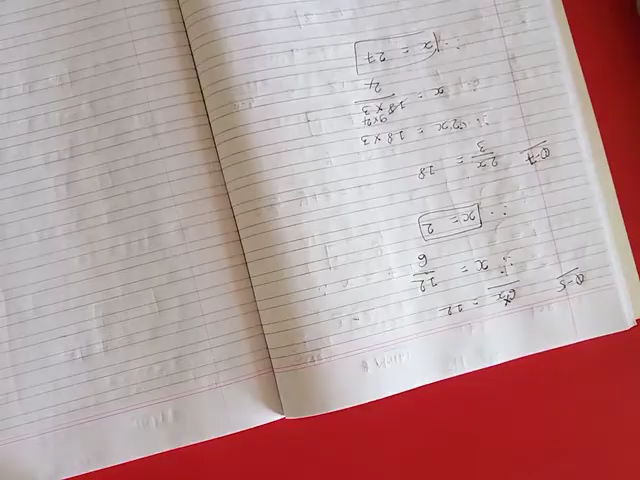 Q-5 6x = 12
∴ x = 12/6
∴ x = 2
Q-7 2x/3 = 18
∴ 2x = 18 × 3
x = 18 × 3/2
∴ x = 27